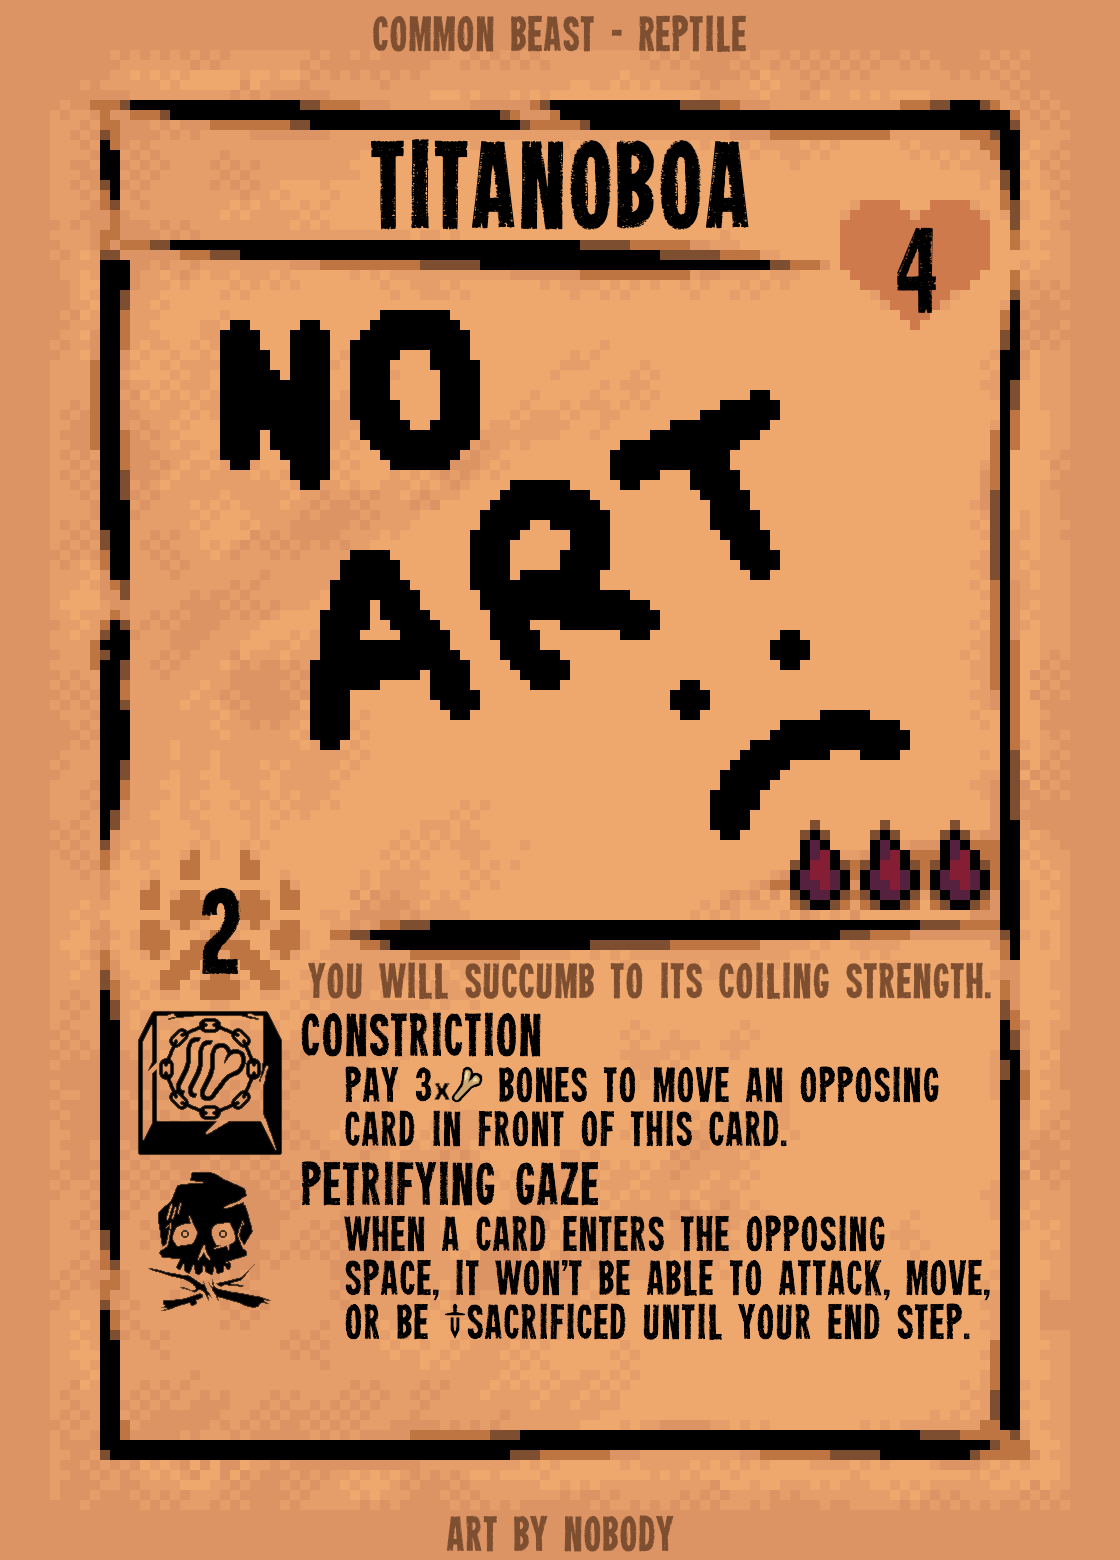 COMMON BEAST - REPTILE
TITANOBOA
4
NO
ART
:(
2
YOU WILL SUCCUMB TO ITS COILING STRENGTH.
CONSTRICTION
PAY 3x BONES TO MOVE AN OPPOSING
CARD IN FRONT OF THIS CARD.
PETRIFYING GAZE
WHEN A CARD ENTERS THE OPPOSING
SPACE, IT WON'T BE ABLE TO ATTACK, MOVE,
OR BE SACRIFICED UNTIL YOUR END STEP.
ART BY NOBODY